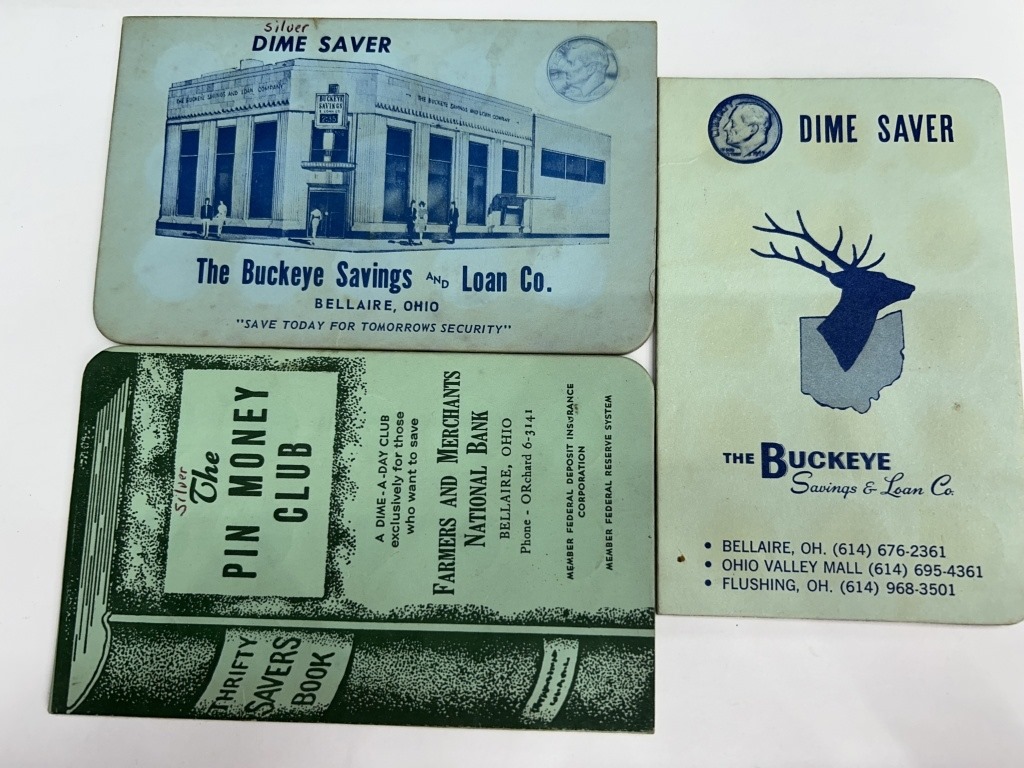 Silver
DIME SAVER
THE BUCKEYE SAVINGS AND LOAN COMPANY
BUCKEYE
SAVINGS
THE BUCKEYE SAVINGS AND LOAN COMPANY
The Buckeye Savings AND Loan Co.
BELLAIRE, OHIO
"SAVE TODAY FOR TOMORROWS SECURITY"
DIME SAVER
THE BUCKEYE
Savings & Loan Co.
• BELLAIRE, OH. (614) 676-2361
• OHIO VALLEY MALL (614) 695-4361
• FLUSHING, OH. (614) 968-3501
Silver
The
PIN MONEY
CLUB
A DIME-A-DAY CLUB
exclusively for those
who want to save
FARMERS AND MERCHANTS
NATIONAL BANK
BELLAIRE, OHIO
Phone - ORchard 6-3141
MEMBER FEDERAL DEPOSIT INSURANCE
CORPORATION
MEMBER FEDERAL RESERVE SYSTEM
THRIFTY
SAVERS
BOOK